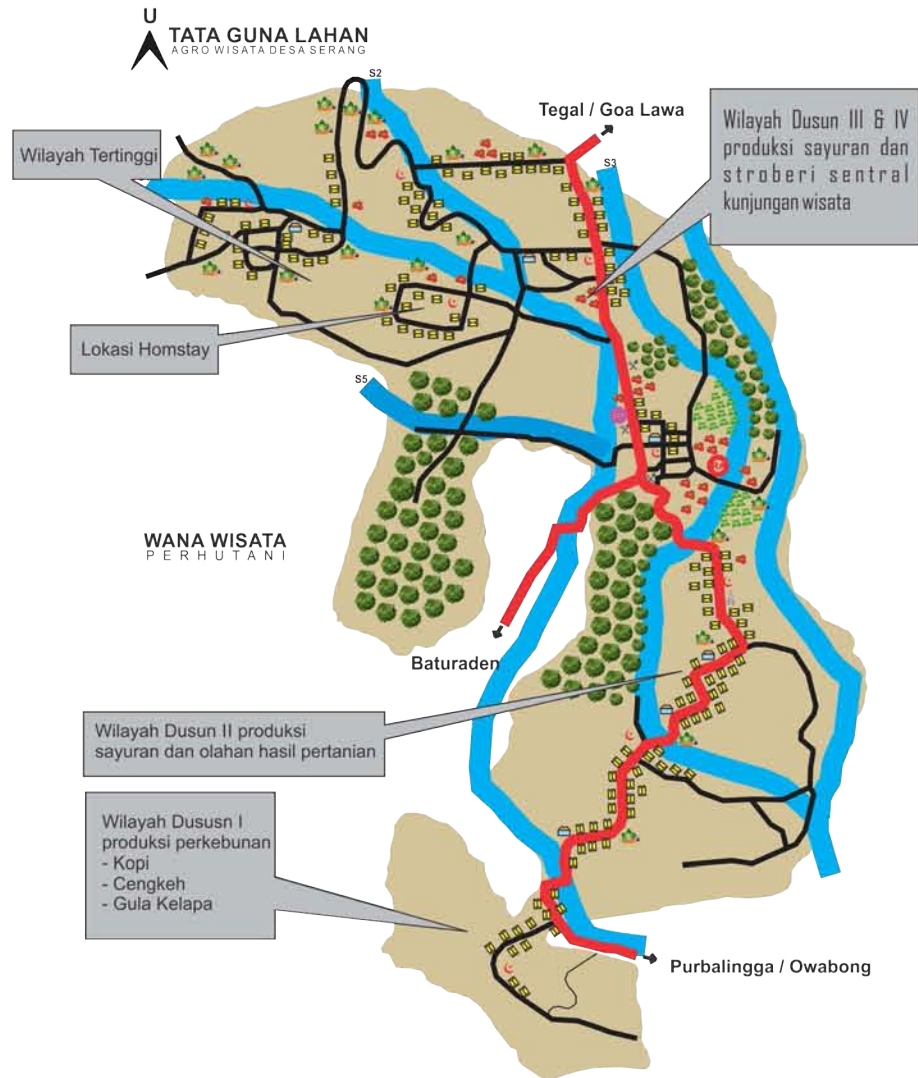 U
TATA GUNA LAHAN
AGRO WISATA DESA SERANG
S2
Tegal / Goa Lawa
Wilayah Dusun III & IV
produksi sayuran dan
stroberi sentral
kunjungan wisata
S3
Wilayah Tertinggi
Lokasi Homstay
S5
WANA WISATA
PERHUTANI
Baturaden
Wilayah Dusun II produksi
sayuran dan olahan hasil pertanian
Wilayah Dususn I
produksi perkebunan
- Kopi
- Cengkeh
- Gula Kelapa
Purbalingga / Owabong